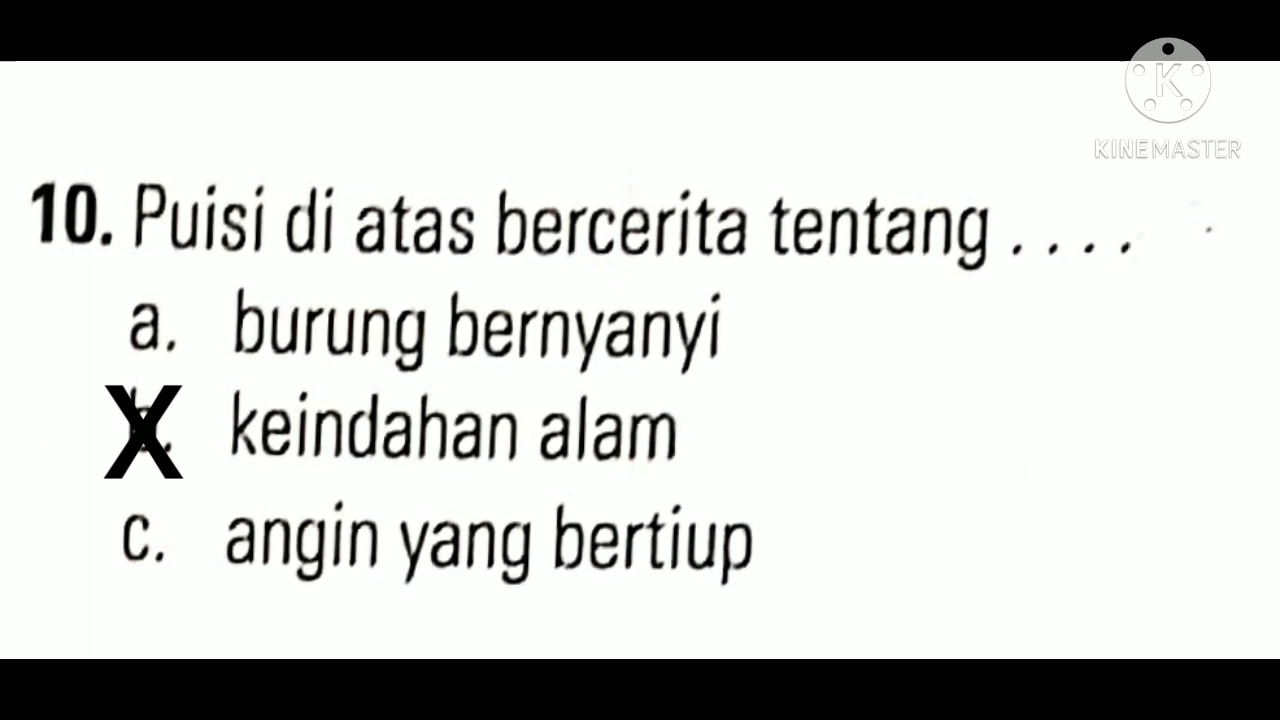 KINEMASTER
10. Puisi di atas bercerita tentang . . . .
a. burung bernyanyi
X keindahan alam
c. angin yang bertiup